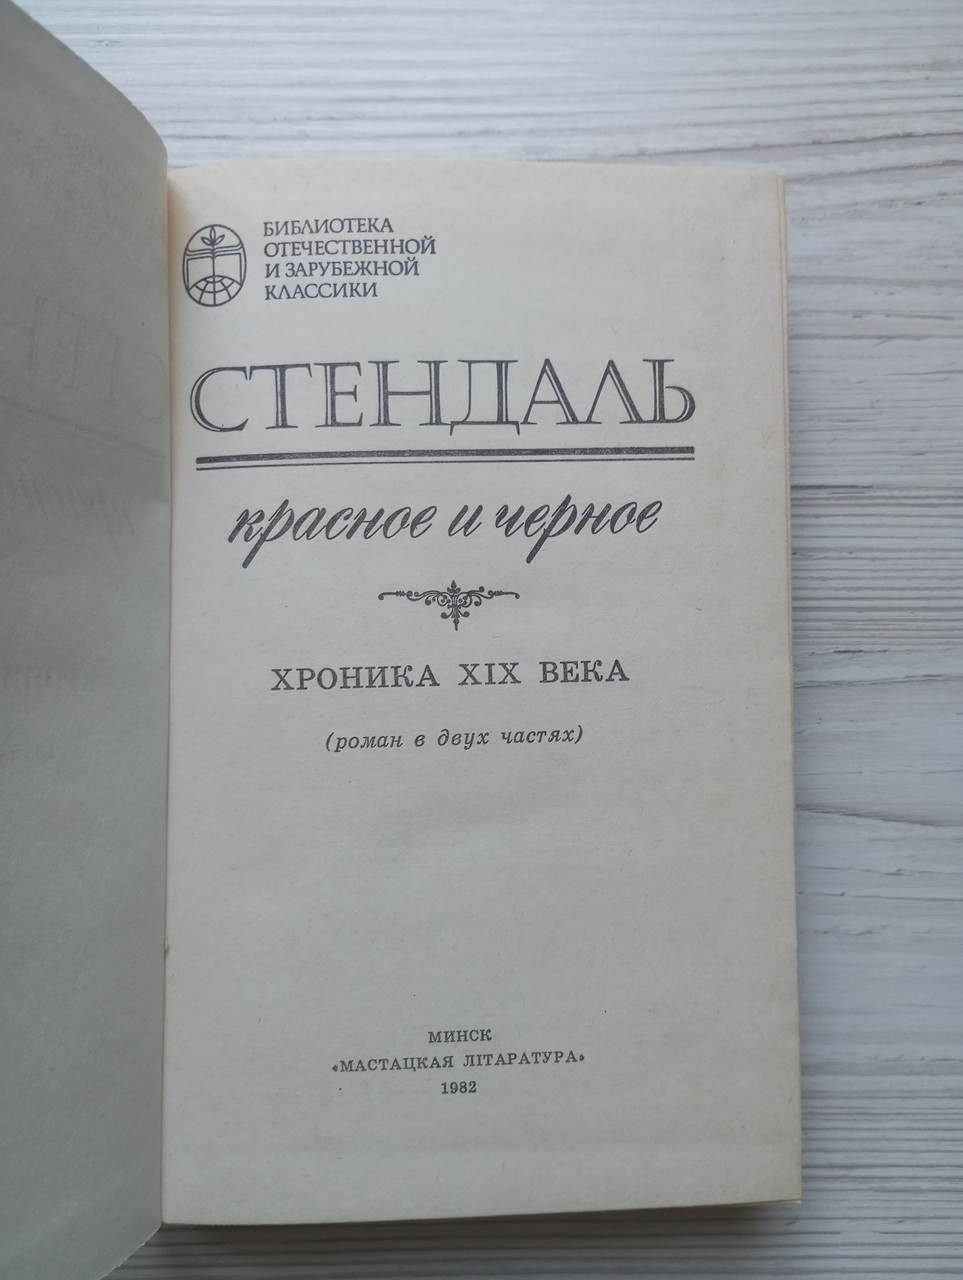 БИБЛИОТЕКА
ОТЕЧЕСТВЕННОЙ
И ЗАРУБЕЖНОЙ
КЛАССИКИ
СТЕНДАЛЬ
красное и черное
ХРОНИКА XIX ВЕКА
(роман в двух частях)
МИНСК
«МАСТАЦКАЯ ЛІТАРАТУРА»
1982